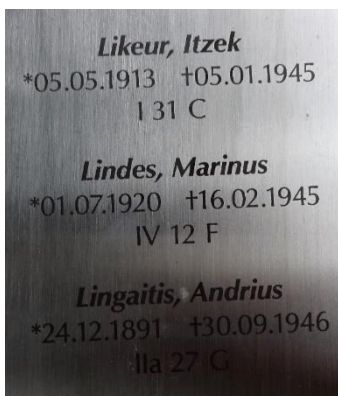 Likeur, Itzek
*05.05.1913 †05.01.1945
I 31 C
Lindes, Marinus
*01.07.1920 †16.02.1945
IV 12 F
Lingaitis, Andrius
*24.12.1891 †30.09.1946
IIa 27 G